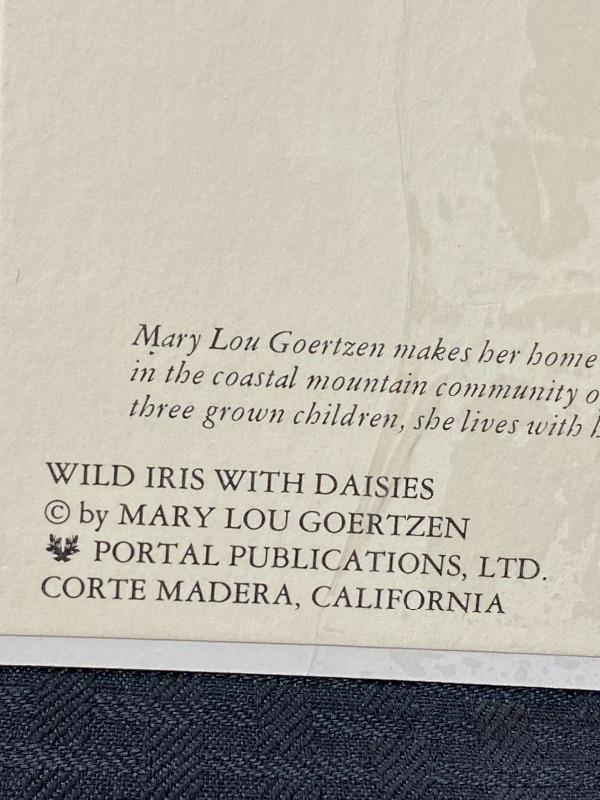 Mary Lou Goertzen makes her home
in the coastal mountain community
three grown children, she lives with
WILD IRIS WITH DAISIES
© by MARY LOU GOERTZEN
PORTAL PUBLICATIONS, LTD.
CORTE MADERA, CALIFORNIA